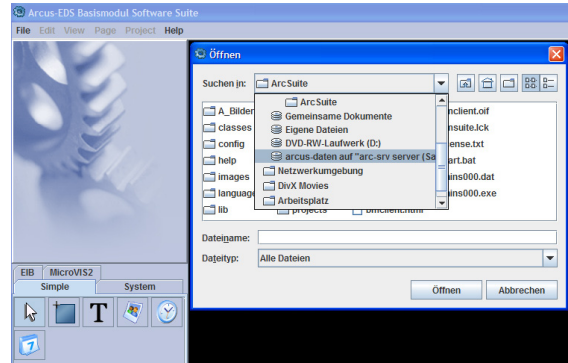 Arcus-EDS Basismodul Software Suite
File Edit View Page Project Help
Öffnen
Suchen in: ArcSuite
ArcSuite
Gemeinsame Dokumente
Eigene Dateien
DVD-RW-Laufwerk (D:)
arcus-daten auf "arc-srv server (Sa
Netzwerkumgebung
DivX Movies
Arbeitsplatz
A_Bilder
classes
config
help
images
language
lib
projects
bmclient.html
mclient.oif
nsuite.lck
ense.txt
art.bat
ins000.dat
ins000.exe
Dateiname:
Dateityp: Alle Dateien
Öffnen Abbrechen
EIB MicroVIS2
Simple System
T
7